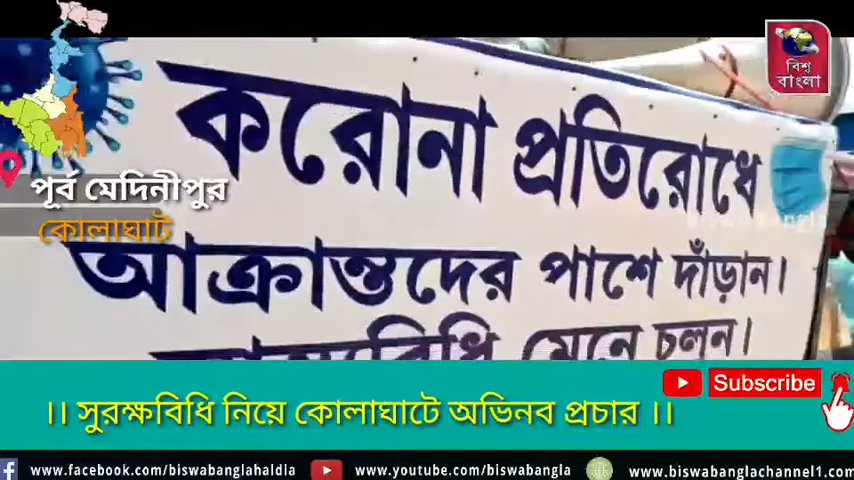 বিশ্ব
বাংলা
করোনা প্রতিরোধে
পূর্ব মেদিনীপুর
কোলাঘাট
আক্রান্তদের পাশে দাঁড়ান।
মেনে চলুন।
Subscribe
।। সুরক্ষবিধি নিয়ে কোলাঘাটে অভিনব প্রচার ।।
www.facebook.com/biswabanglahaldia
www.youtube.com/biswabangla
www.biswabanglachannel1.com